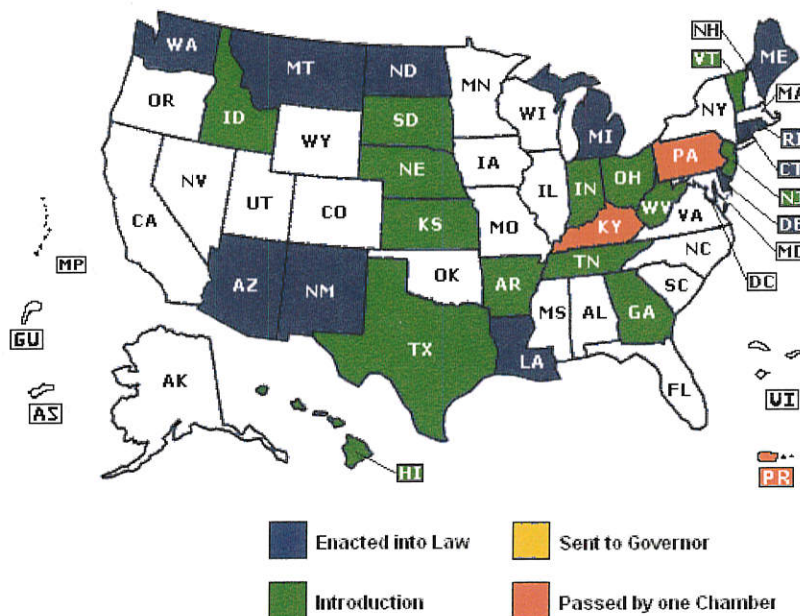 NH
ME
WA
VT
MT
ND
MN
MA
OR
ID
WI
NY
SD
MI
RI
WY
PA
CT
IA
NE
OH
NJ
NV
IL
IN
WV
DE
UT
CO
CA
KS
MO
KY
VA
MD
NC
MP
TN
OK
AZ
NM
AR
SC
DC
MS
AL
GA
GU
TX
LA
AK
FL
AS
VI
HI
PR
Enacted into Law
Sent to Governor
Introduction
Passed by one Chamber